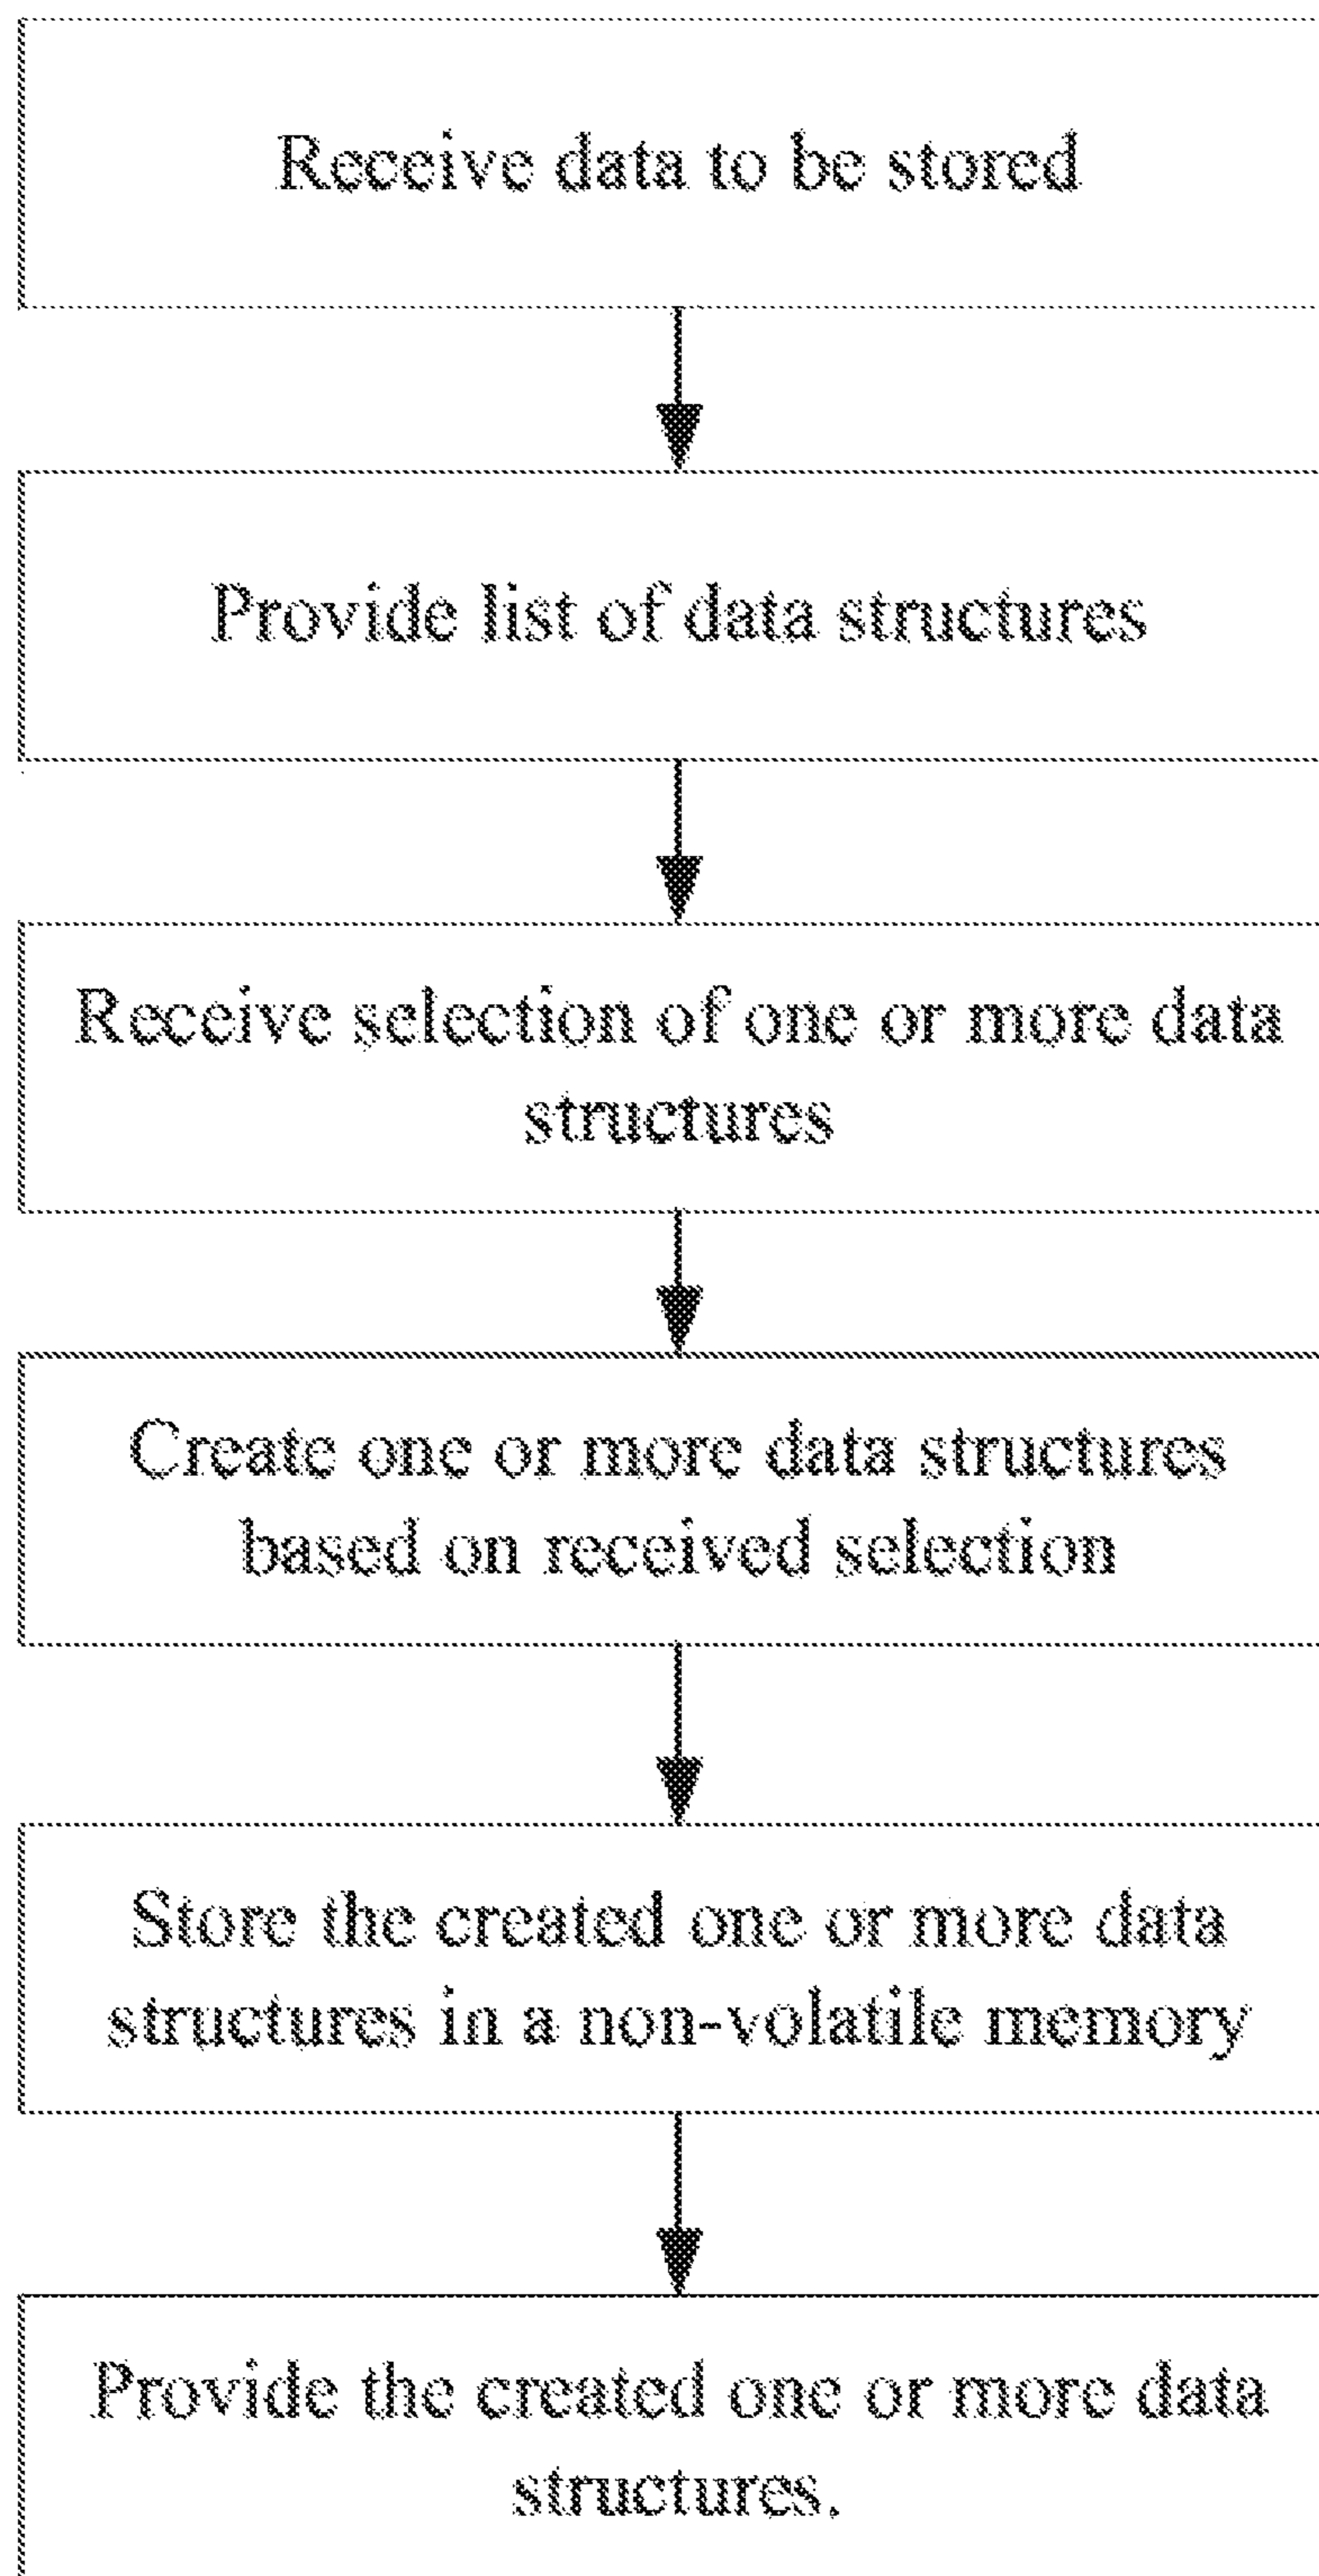 Receive data to be stored
Provide list of data structures
Receive selection of one or more data
structures
Create one or more data structures
based on received selection
Store the created one or more data
structures in a non-volatile memory
Provide the created one or more data
structures.